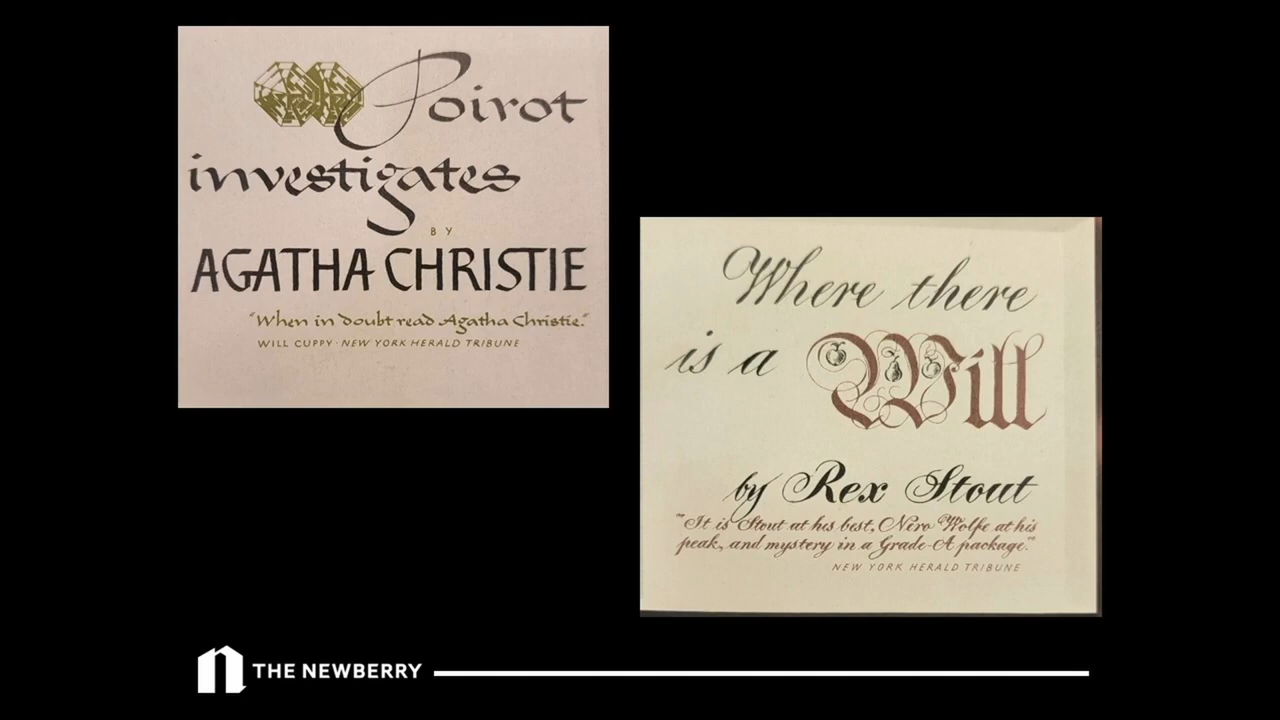 Poirot
investigates
BY
AGATHA CHRISTIE
"When in doubt read Agatha Christie."
WILL CUPPY · NEW YORK HERALD TRIBUNE
Where there
is a Will
by Rex Stout
"It is Stout at his best, Niro Wolfe at his
peak, and mystery in a Grade-A package."
NEW YORK HERALD TRIBUNE
THE NEWBERRY